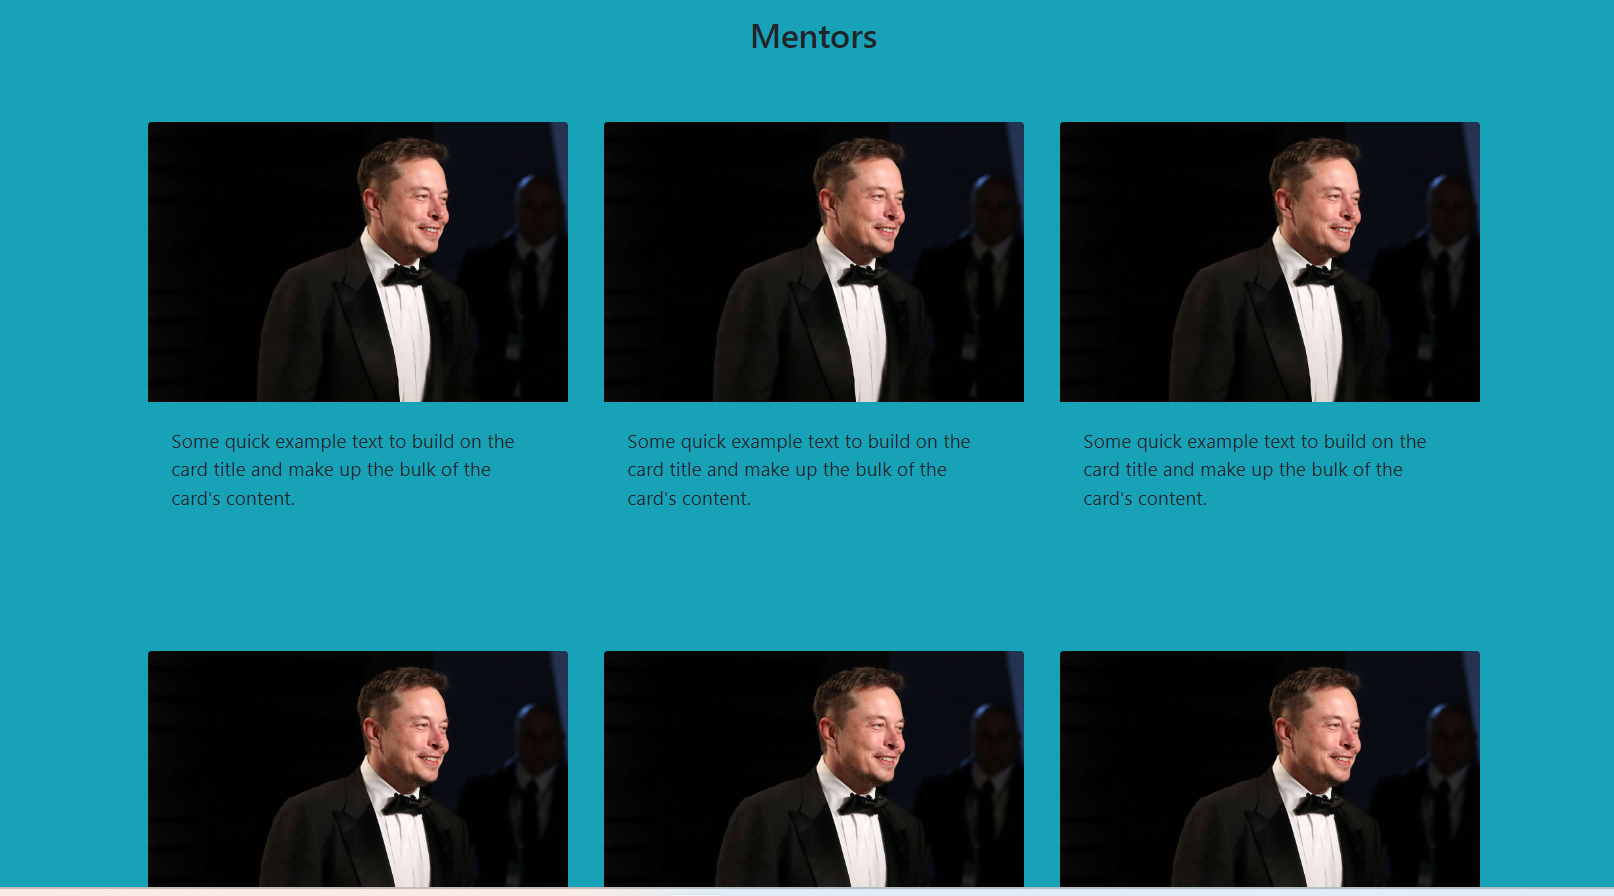 Mentors
Some quick example text to build on the
card title and make up the bulk of the
card's content.
Some quick example text to build on the
card title and make up the bulk of the
card's content.
Some quick example text to build on the
card title and make up the bulk of the
card's content.